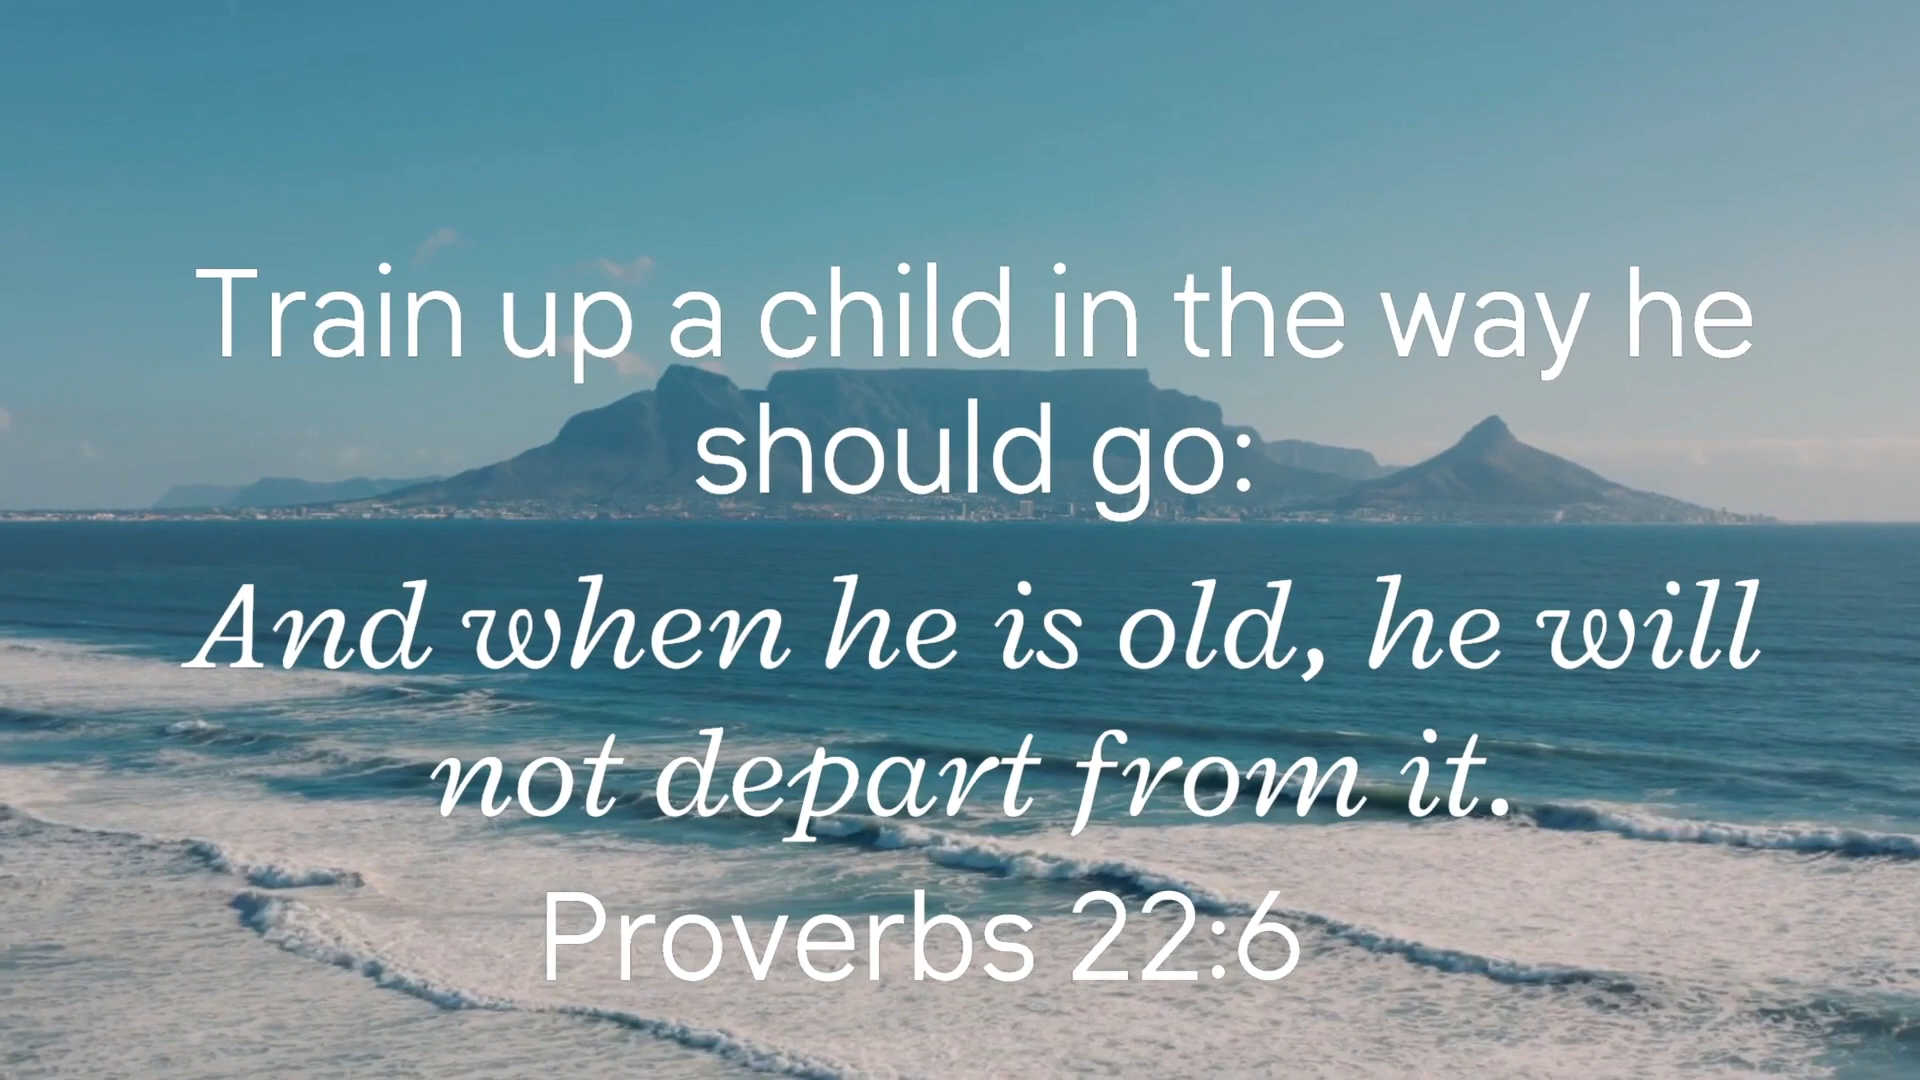 Train up a child in the way he
should go:
And when he is old, he will
not depart from it.
Proverbs 22:6